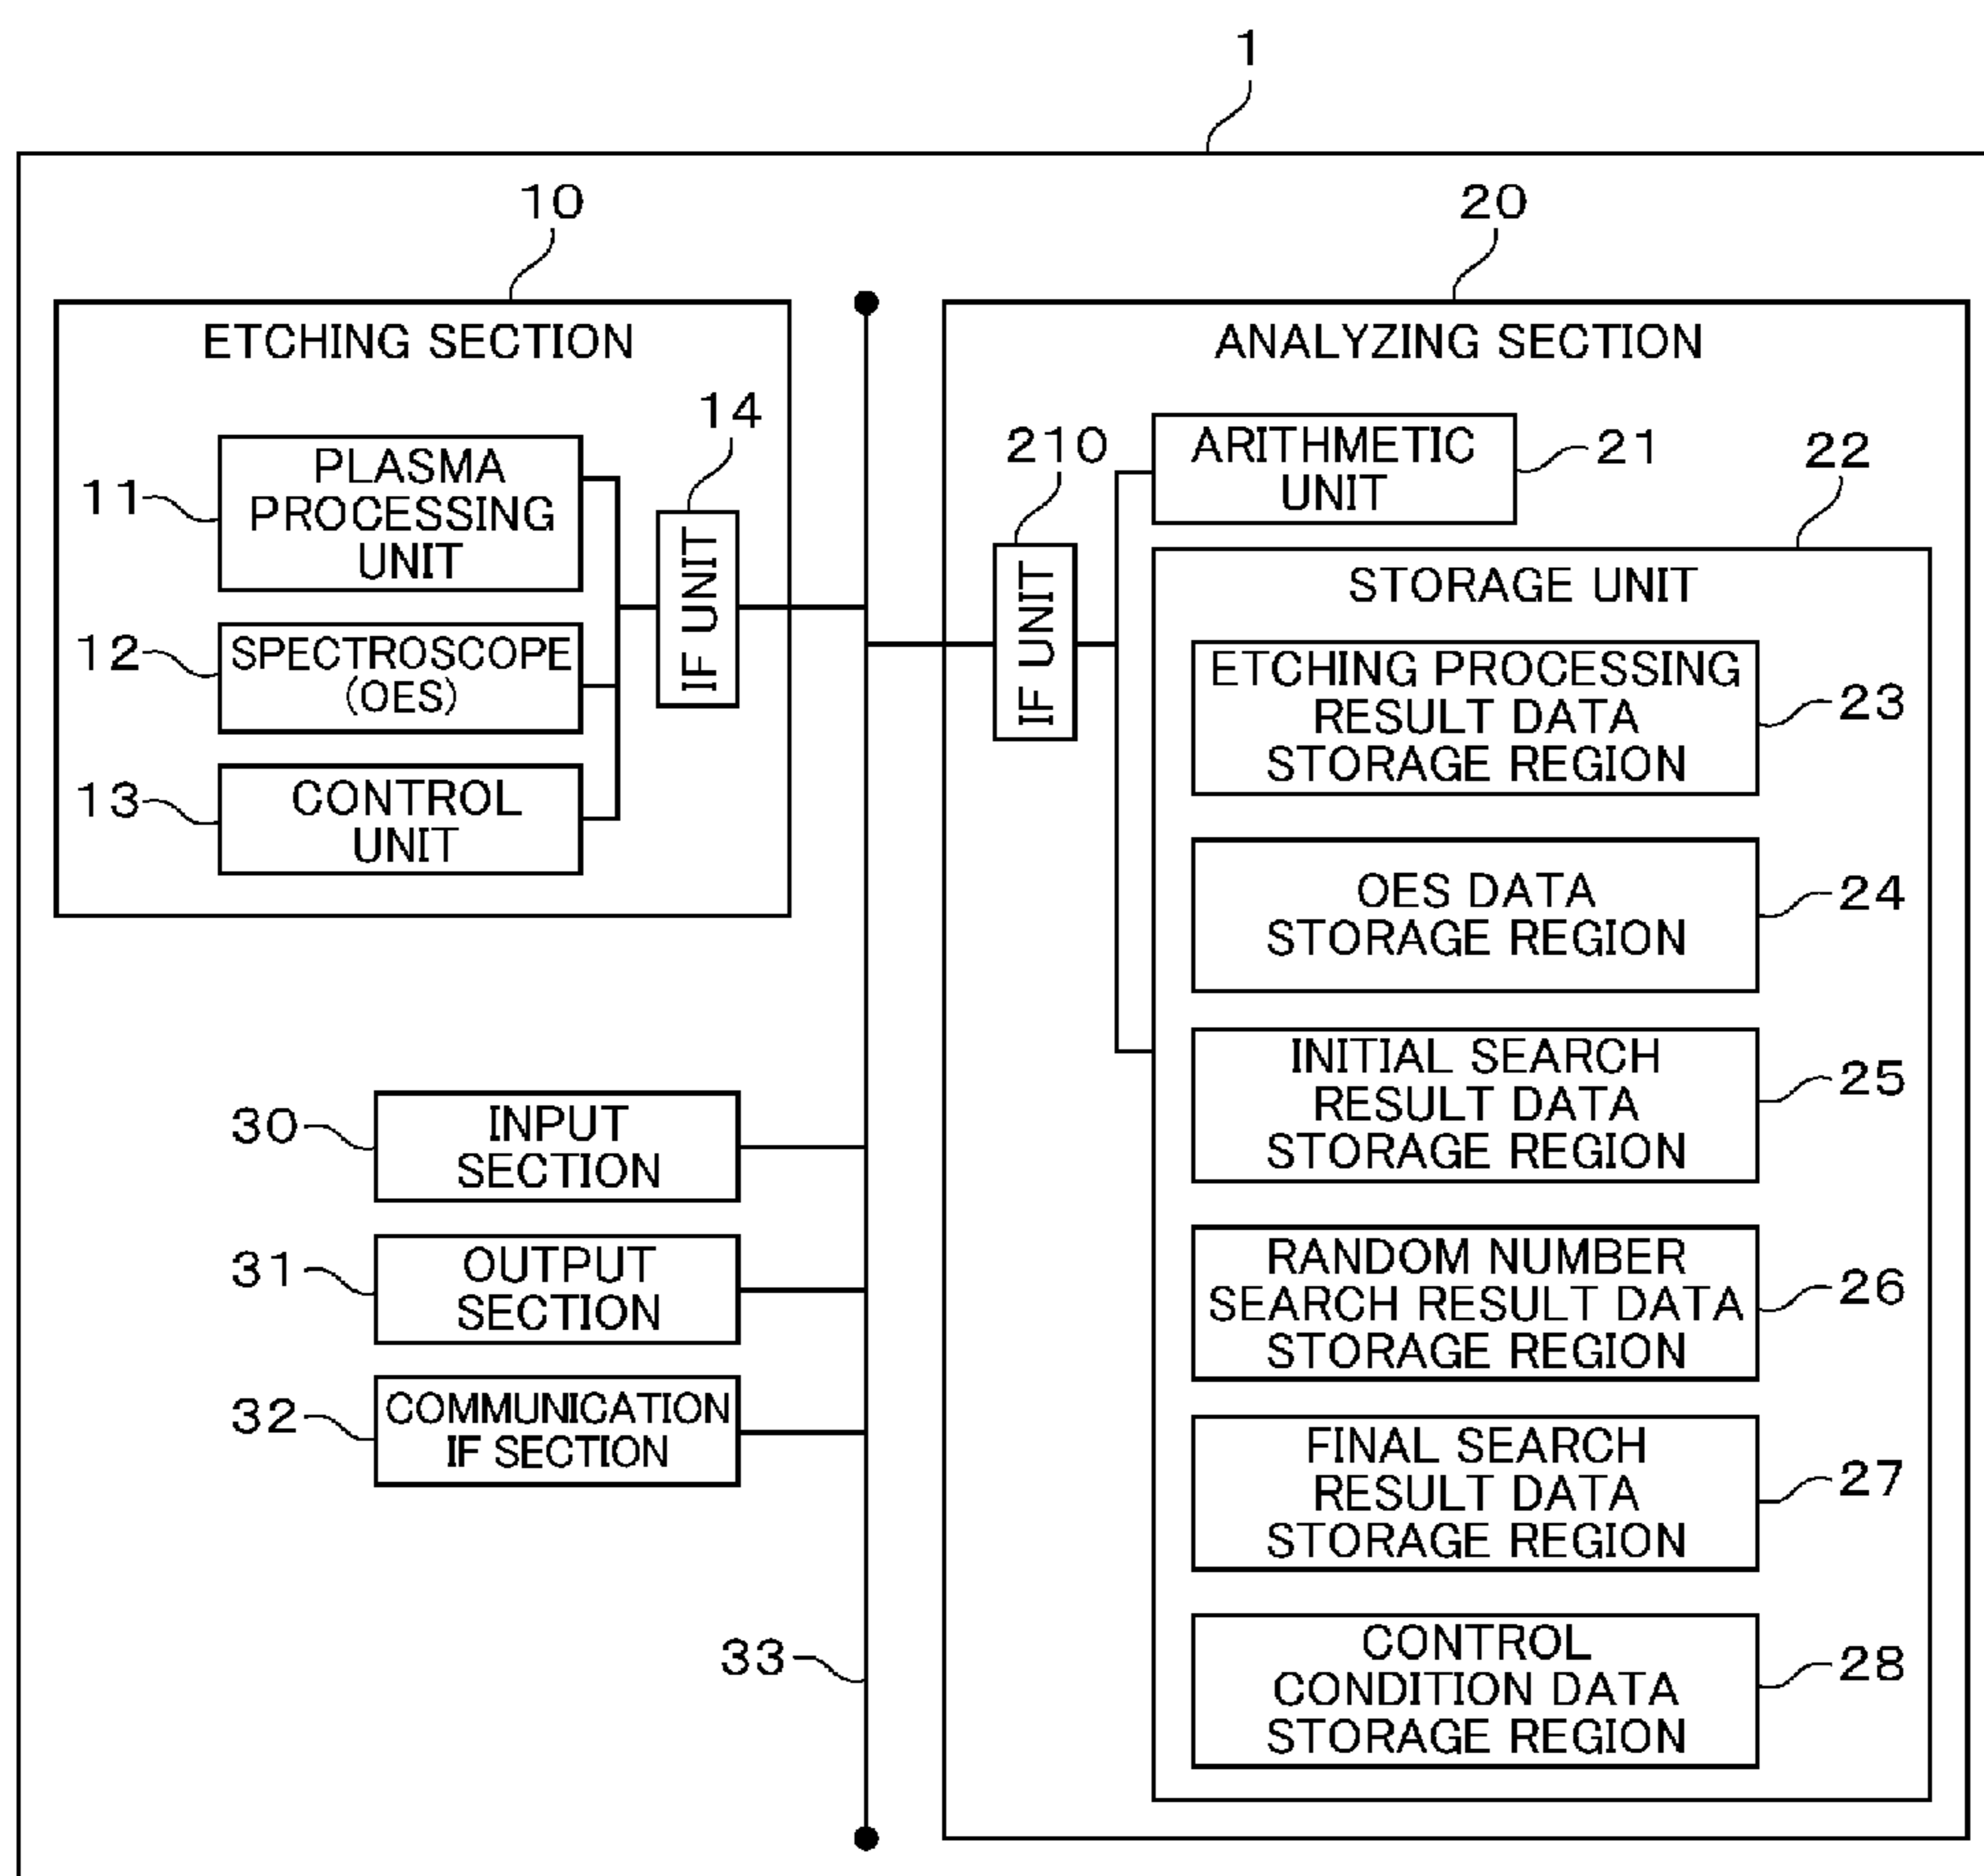 1
10
20
ETCHING SECTION
11
PLASMA
PROCESSING
UNIT
12
SPECTROSCOPE
(OES)
13
CONTROL
UNIT
14
IF UNIT
ANALYZING SECTION
210
IF UNIT
ARITHMETIC
UNIT
21
22
STORAGE UNIT
ETCHING PROCESSING
RESULT DATA
STORAGE REGION
23
OES DATA
STORAGE REGION
24
INITIAL SEARCH
RESULT DATA
STORAGE REGION
25
RANDOM NUMBER
SEARCH RESULT DATA
STORAGE REGION
26
FINAL SEARCH
RESULT DATA
STORAGE REGION
27
CONTROL
CONDITION DATA
STORAGE REGION
28
30
INPUT
SECTION
31
OUTPUT
SECTION
32
COMMUNICATION
IF SECTION
33